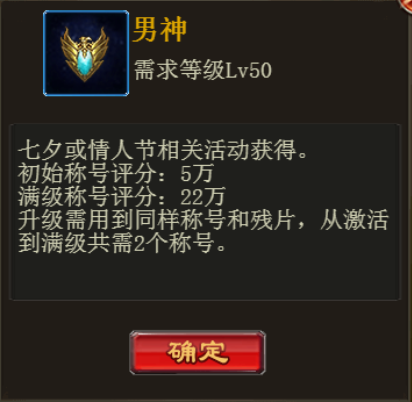 男神
需求等级Lv50
七夕或情人节相关活动获得。
初始称号评分：5万
满级称号评分：22万
升级需用到同样称号和残片，从激活
到满级共需2个称号。
确定